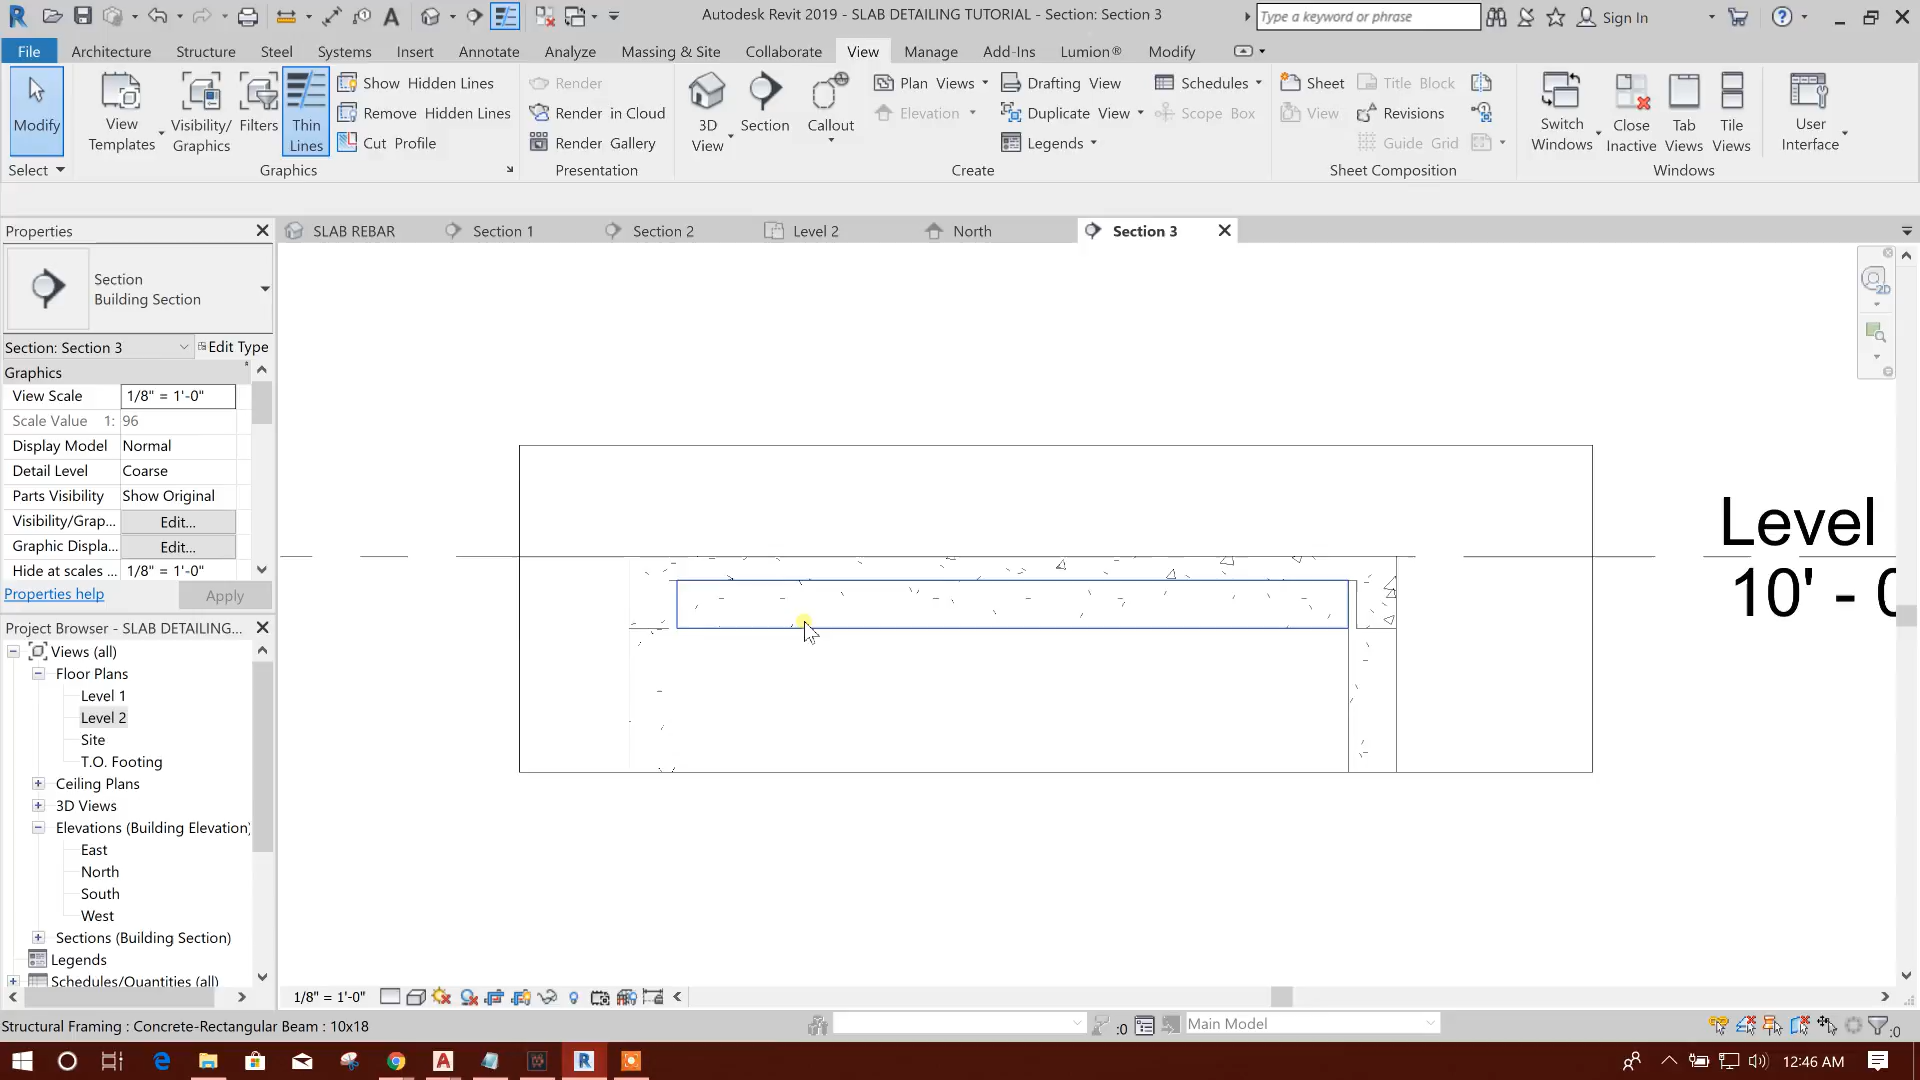 Autodesk Revit 2019 - SLAB DETAILING TUTORIAL - Section: Section 3
Type a keyword or phrase
Sign In
File Architecture Structure Steel Systems Insert Annotate Analyze Massing & Site Collaborate View Manage Add-Ins Lumion® Modify
Modify
View Templates
Visibility/ Graphics
Filters
Thin Lines
Show Hidden Lines
Remove Hidden Lines
Cut Profile
Render
Render in Cloud
Render Gallery
3D View
Section
Callout
Plan Views
Elevation
Drafting View
Duplicate View
Legends
Schedules
Scope Box
Sheet
View
Title Block
Revisions
Guide Grid
Switch Windows
Close Inactive
Tab Views
Tile Views
User Interface
Select Graphics Presentation Create Sheet Composition Windows
Properties
SLAB REBAR Section 1 Section 2 Level 2 North Section 3
Section
Building Section
Section: Section 3 Edit Type
Graphics
View Scale 1/8" = 1'-0"
Scale Value 1: 96
Display Model Normal
Detail Level Coarse
Parts Visibility Show Original
Visibility/Grap... Edit...
Graphic Displa... Edit...
Hide at scales ... 1/8" = 1'-0"
Properties help Apply
Project Browser - SLAB DETAILING...
Views (all)
Floor Plans
Level 1
Level 2
Site
T.O. Footing
Ceiling Plans
3D Views
Elevations (Building Elevation)
East
North
South
West
Sections (Building Section)
Legends
Schedules/Quantities (all)
Level
10' - 0
2D
1/8" = 1'-0"
Structural Framing : Concrete-Rectangular Beam : 10x18
:0
Main Model
:0
12:46 AM